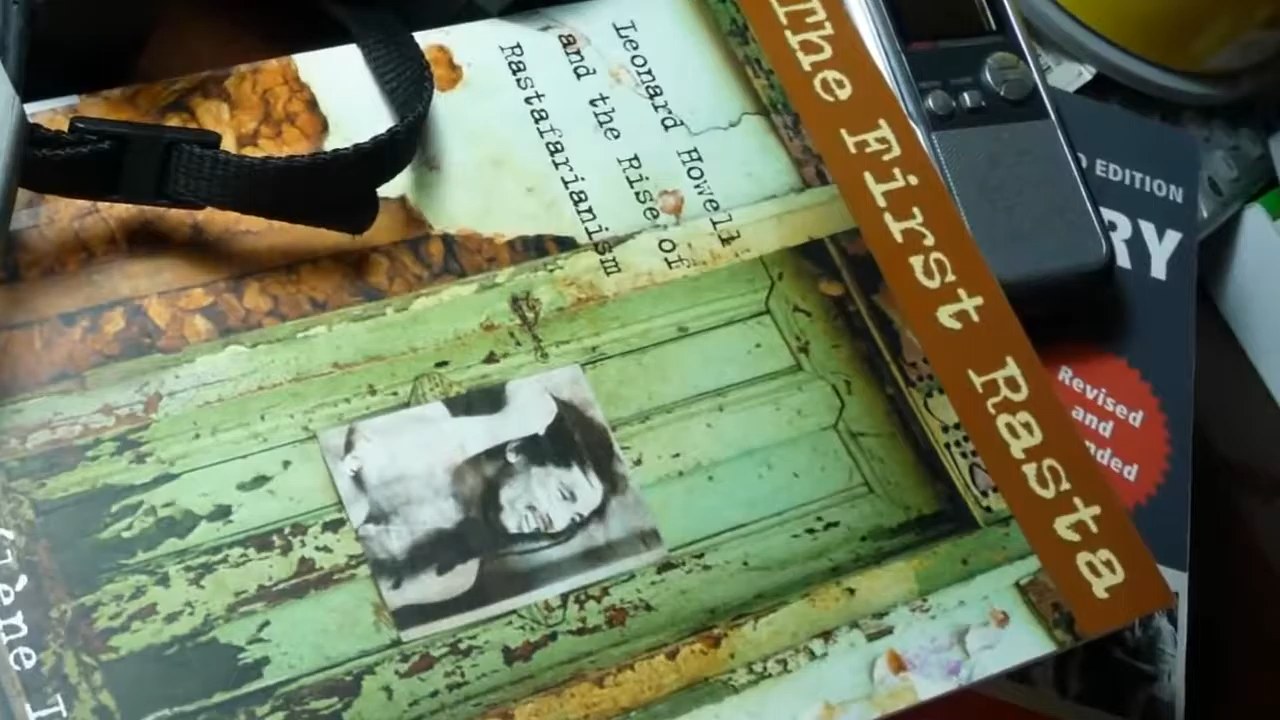 The First Rasta
Leonard Howell
and the Rise of
Rastafarianism
EDITION
RY
Revised
and
nded